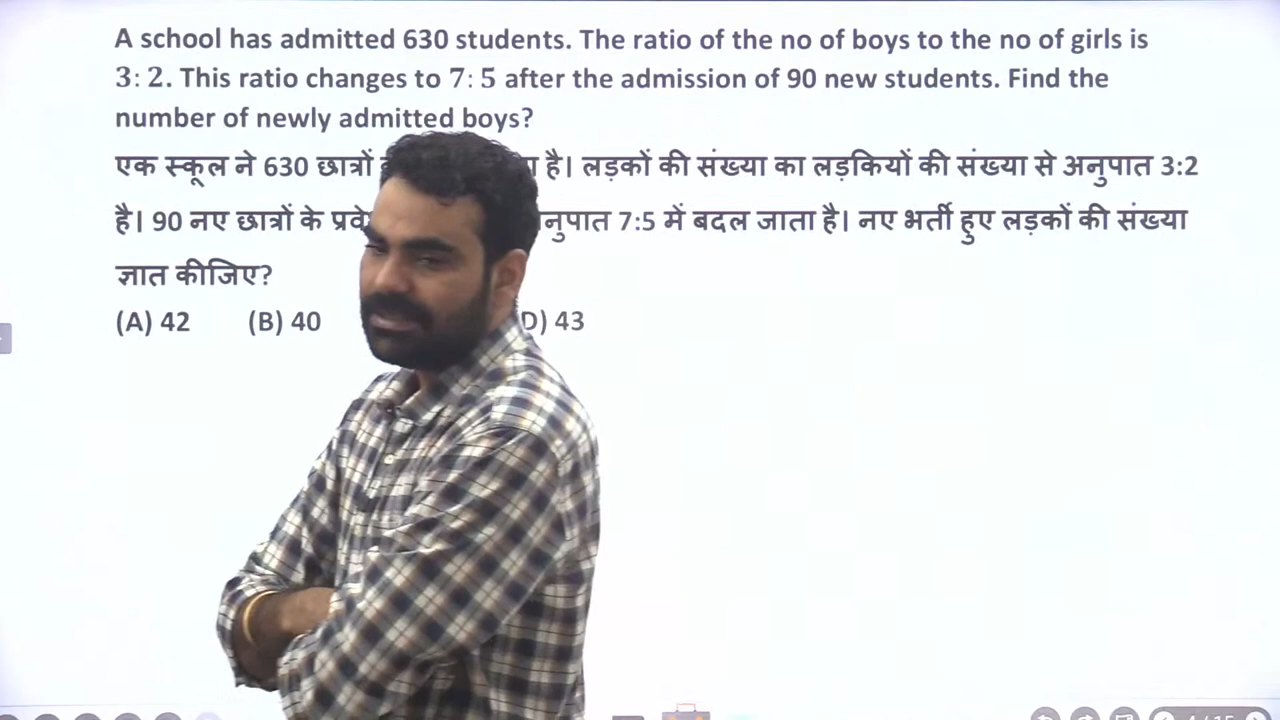 A school has admitted 630 students. The ratio of the no of boys to the no of girls is
3: 2. This ratio changes to 7: 5 after the admission of 90 new students. Find the
number of newly admitted boys?
एक स्कूल ने 630 छात्रों है। लड़कों की संख्या का लड़कियों की संख्या से अनुपात 3:2
है। 90 नए छात्रों के 7:5 में बदल जाता है। नए भर्ती हुए लड़कों की संख्या
ज्ञात कीजिए?
(A) 42 (B) 40 D) 43